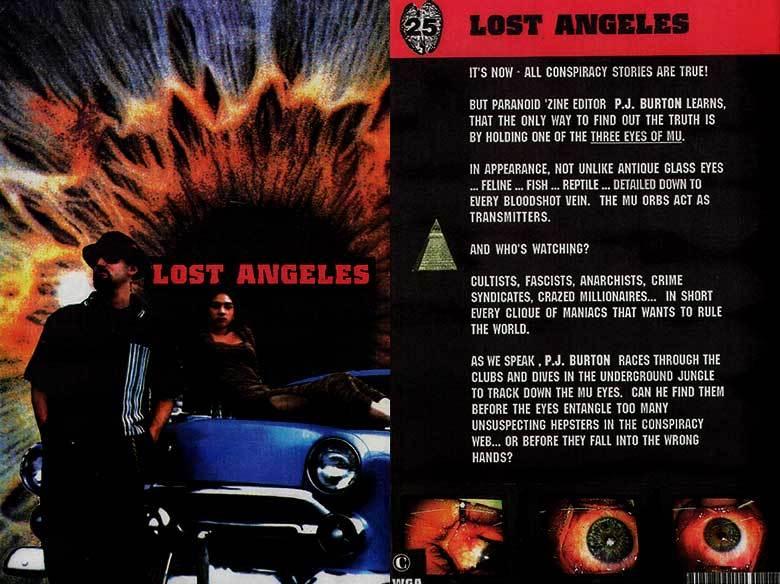 LOST ANGELES
25
LOST ANGELES
IT'S NOW - ALL CONSPIRACY STORIES ARE TRUE!
BUT PARANOID 'ZINE EDITOR P.J. BURTON LEARNS,
THAT THE ONLY WAY TO FIND OUT THE TRUTH IS
BY HOLDING ONE OF THE THREE EYES OF MU.
IN APPEARANCE, NOT UNLIKE ANTIQUE GLASS EYES
... FELINE ... FISH ... REPTILE ... DETAILED DOWN TO
EVERY BLOODSHOT VEIN. THE MU ORBS ACT AS
TRANSMITTERS.
AND WHO'S WATCHING?
CULTISTS, FASCISTS, ANARCHISTS, CRIME
SYNDICATES, CRAZED MILLIONAIRES... IN SHORT
EVERY CLIQUE OF MANIACS THAT WANTS TO RULE
THE WORLD.
AS WE SPEAK , P.J. BURTON RACES THROUGH THE
CLUBS AND DIVES IN THE UNDERGROUND JUNGLE
TO TRACK DOWN THE MU EYES. CAN HE FIND THEM
BEFORE THE EYES ENTANGLE TOO MANY
UNSUSPECTING HEPSTERS IN THE CONSPIRACY
WEB... OR BEFORE THEY FALL INTO THE WRONG
HANDS?
©
WGA